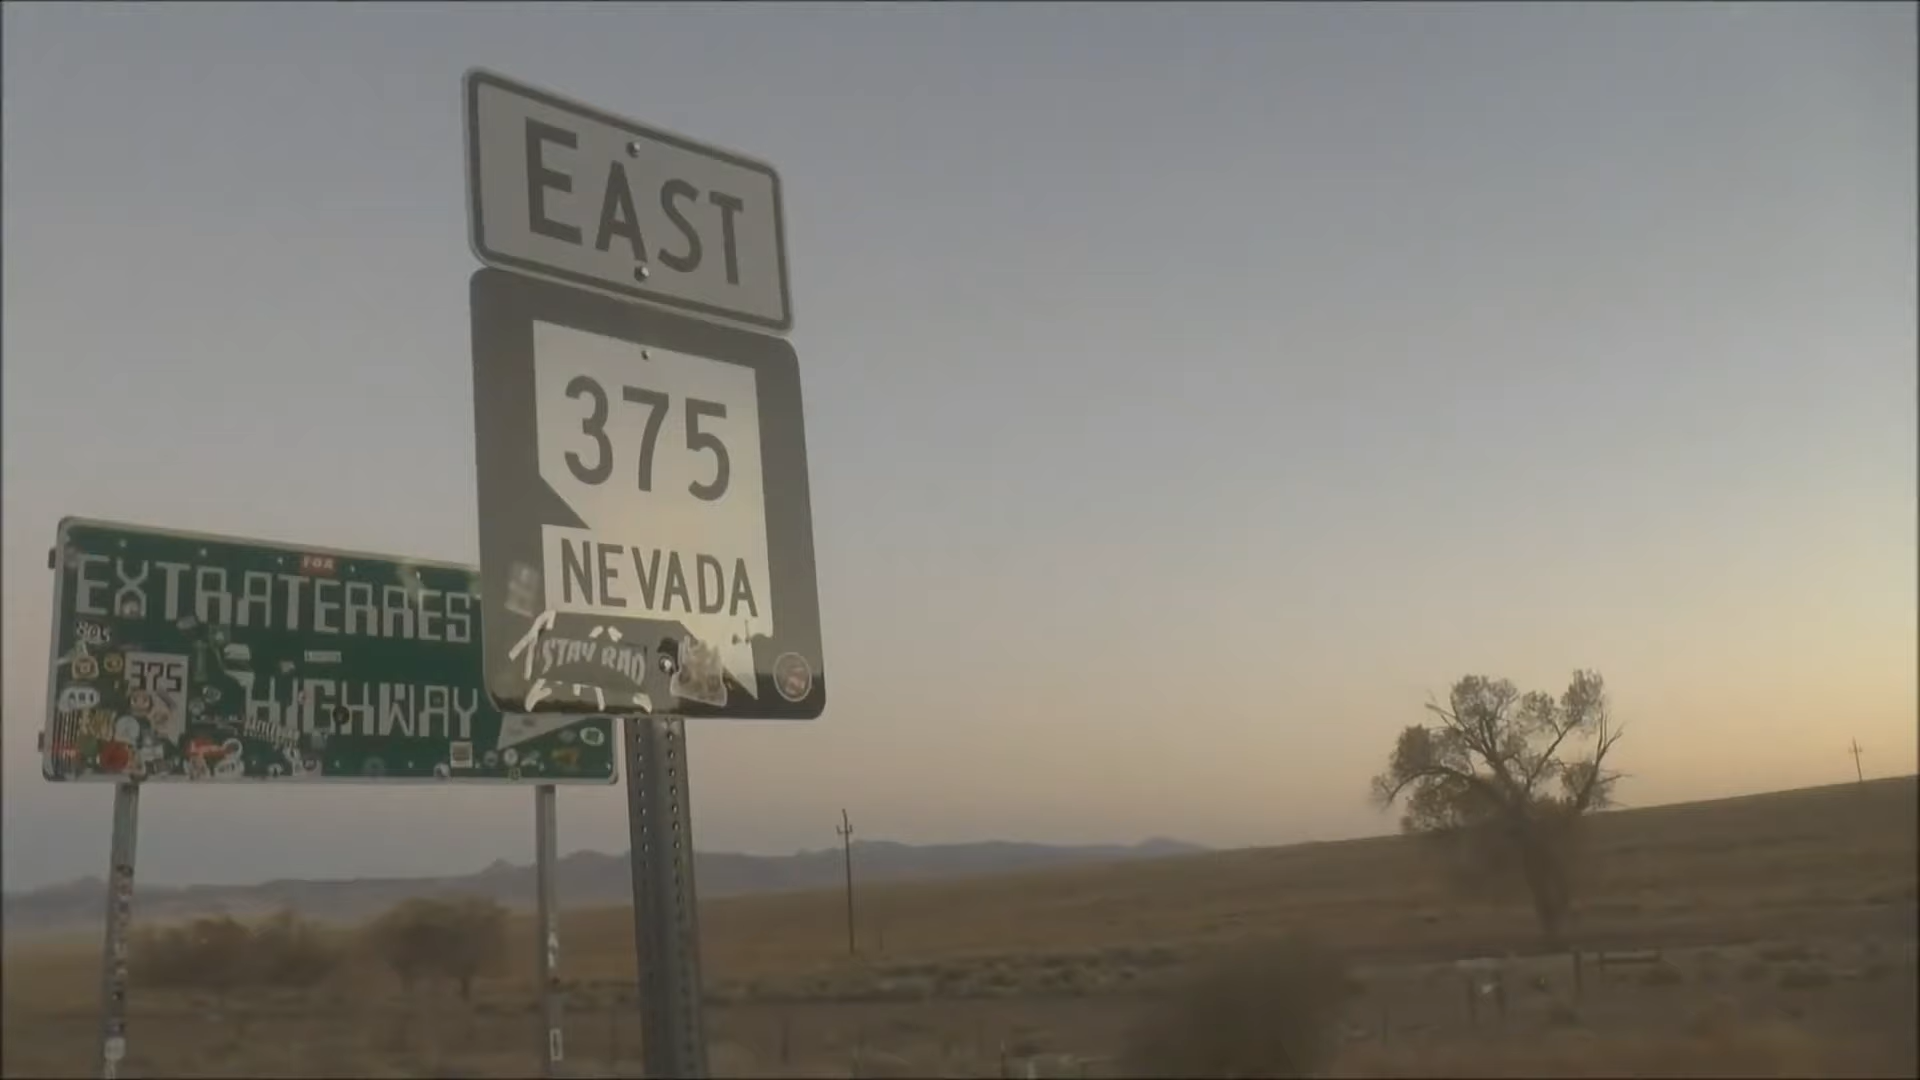 EAST
375
NEVADA
STAY RAD
EXTRATERRES
375
HIGHWAY